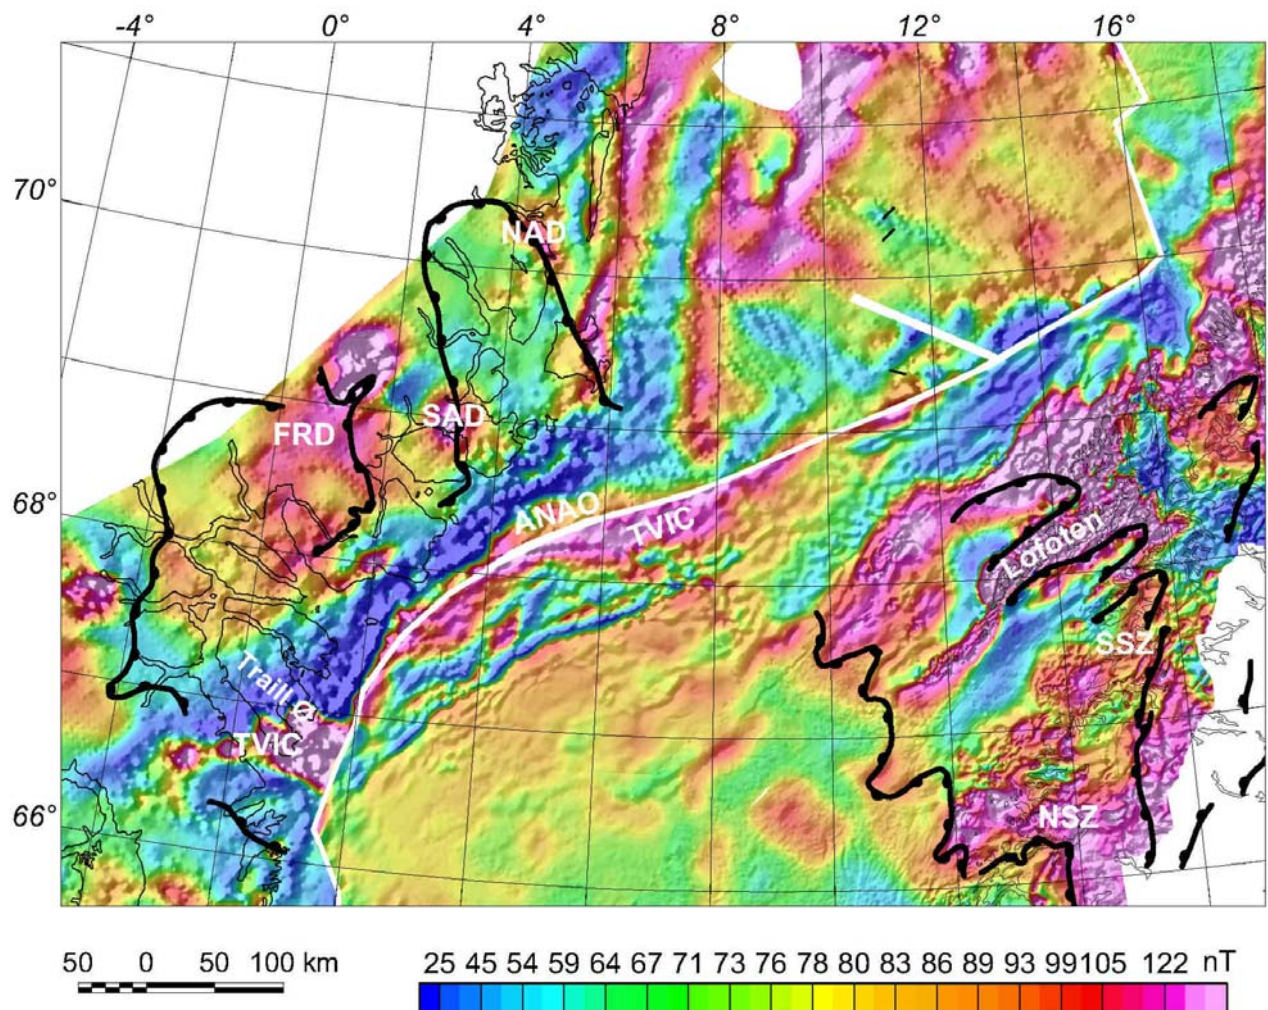 -4° 0° 4° 8° 12° 16°
70°
NAD
FRD
SAD
68°
ANAO
TVIC
Lofoten
SSZ
Traill Ø
TVIC
66°
NSZ
50 0 50 100 km
25 45 54 59 64 67 71 73 76 78 80 83 86 89 93 99 105 122 nT